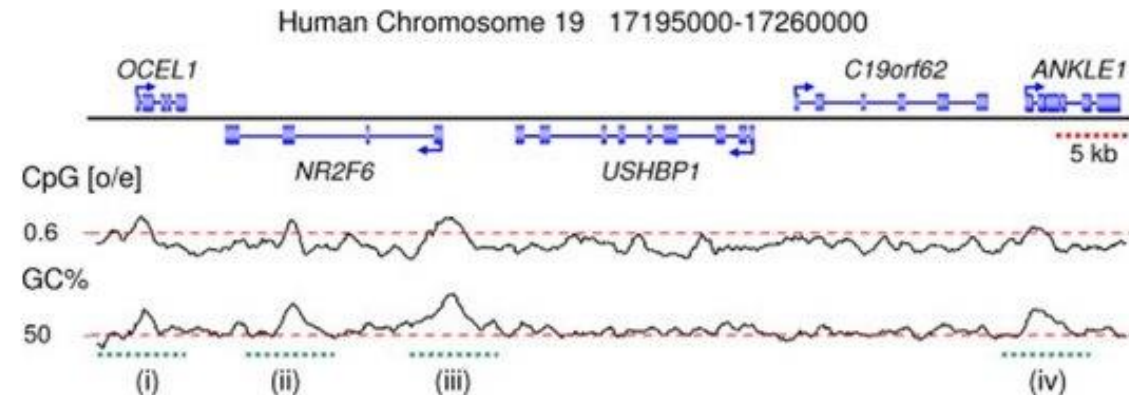 Human Chromosome 19 17195000-17260000
OCEL1 C19orf62 ANKLE1
5 kb
NR2F6 USHBP1
CpG [o/e]
0.6
GC%
50
(i) (ii) (iii) (iv)